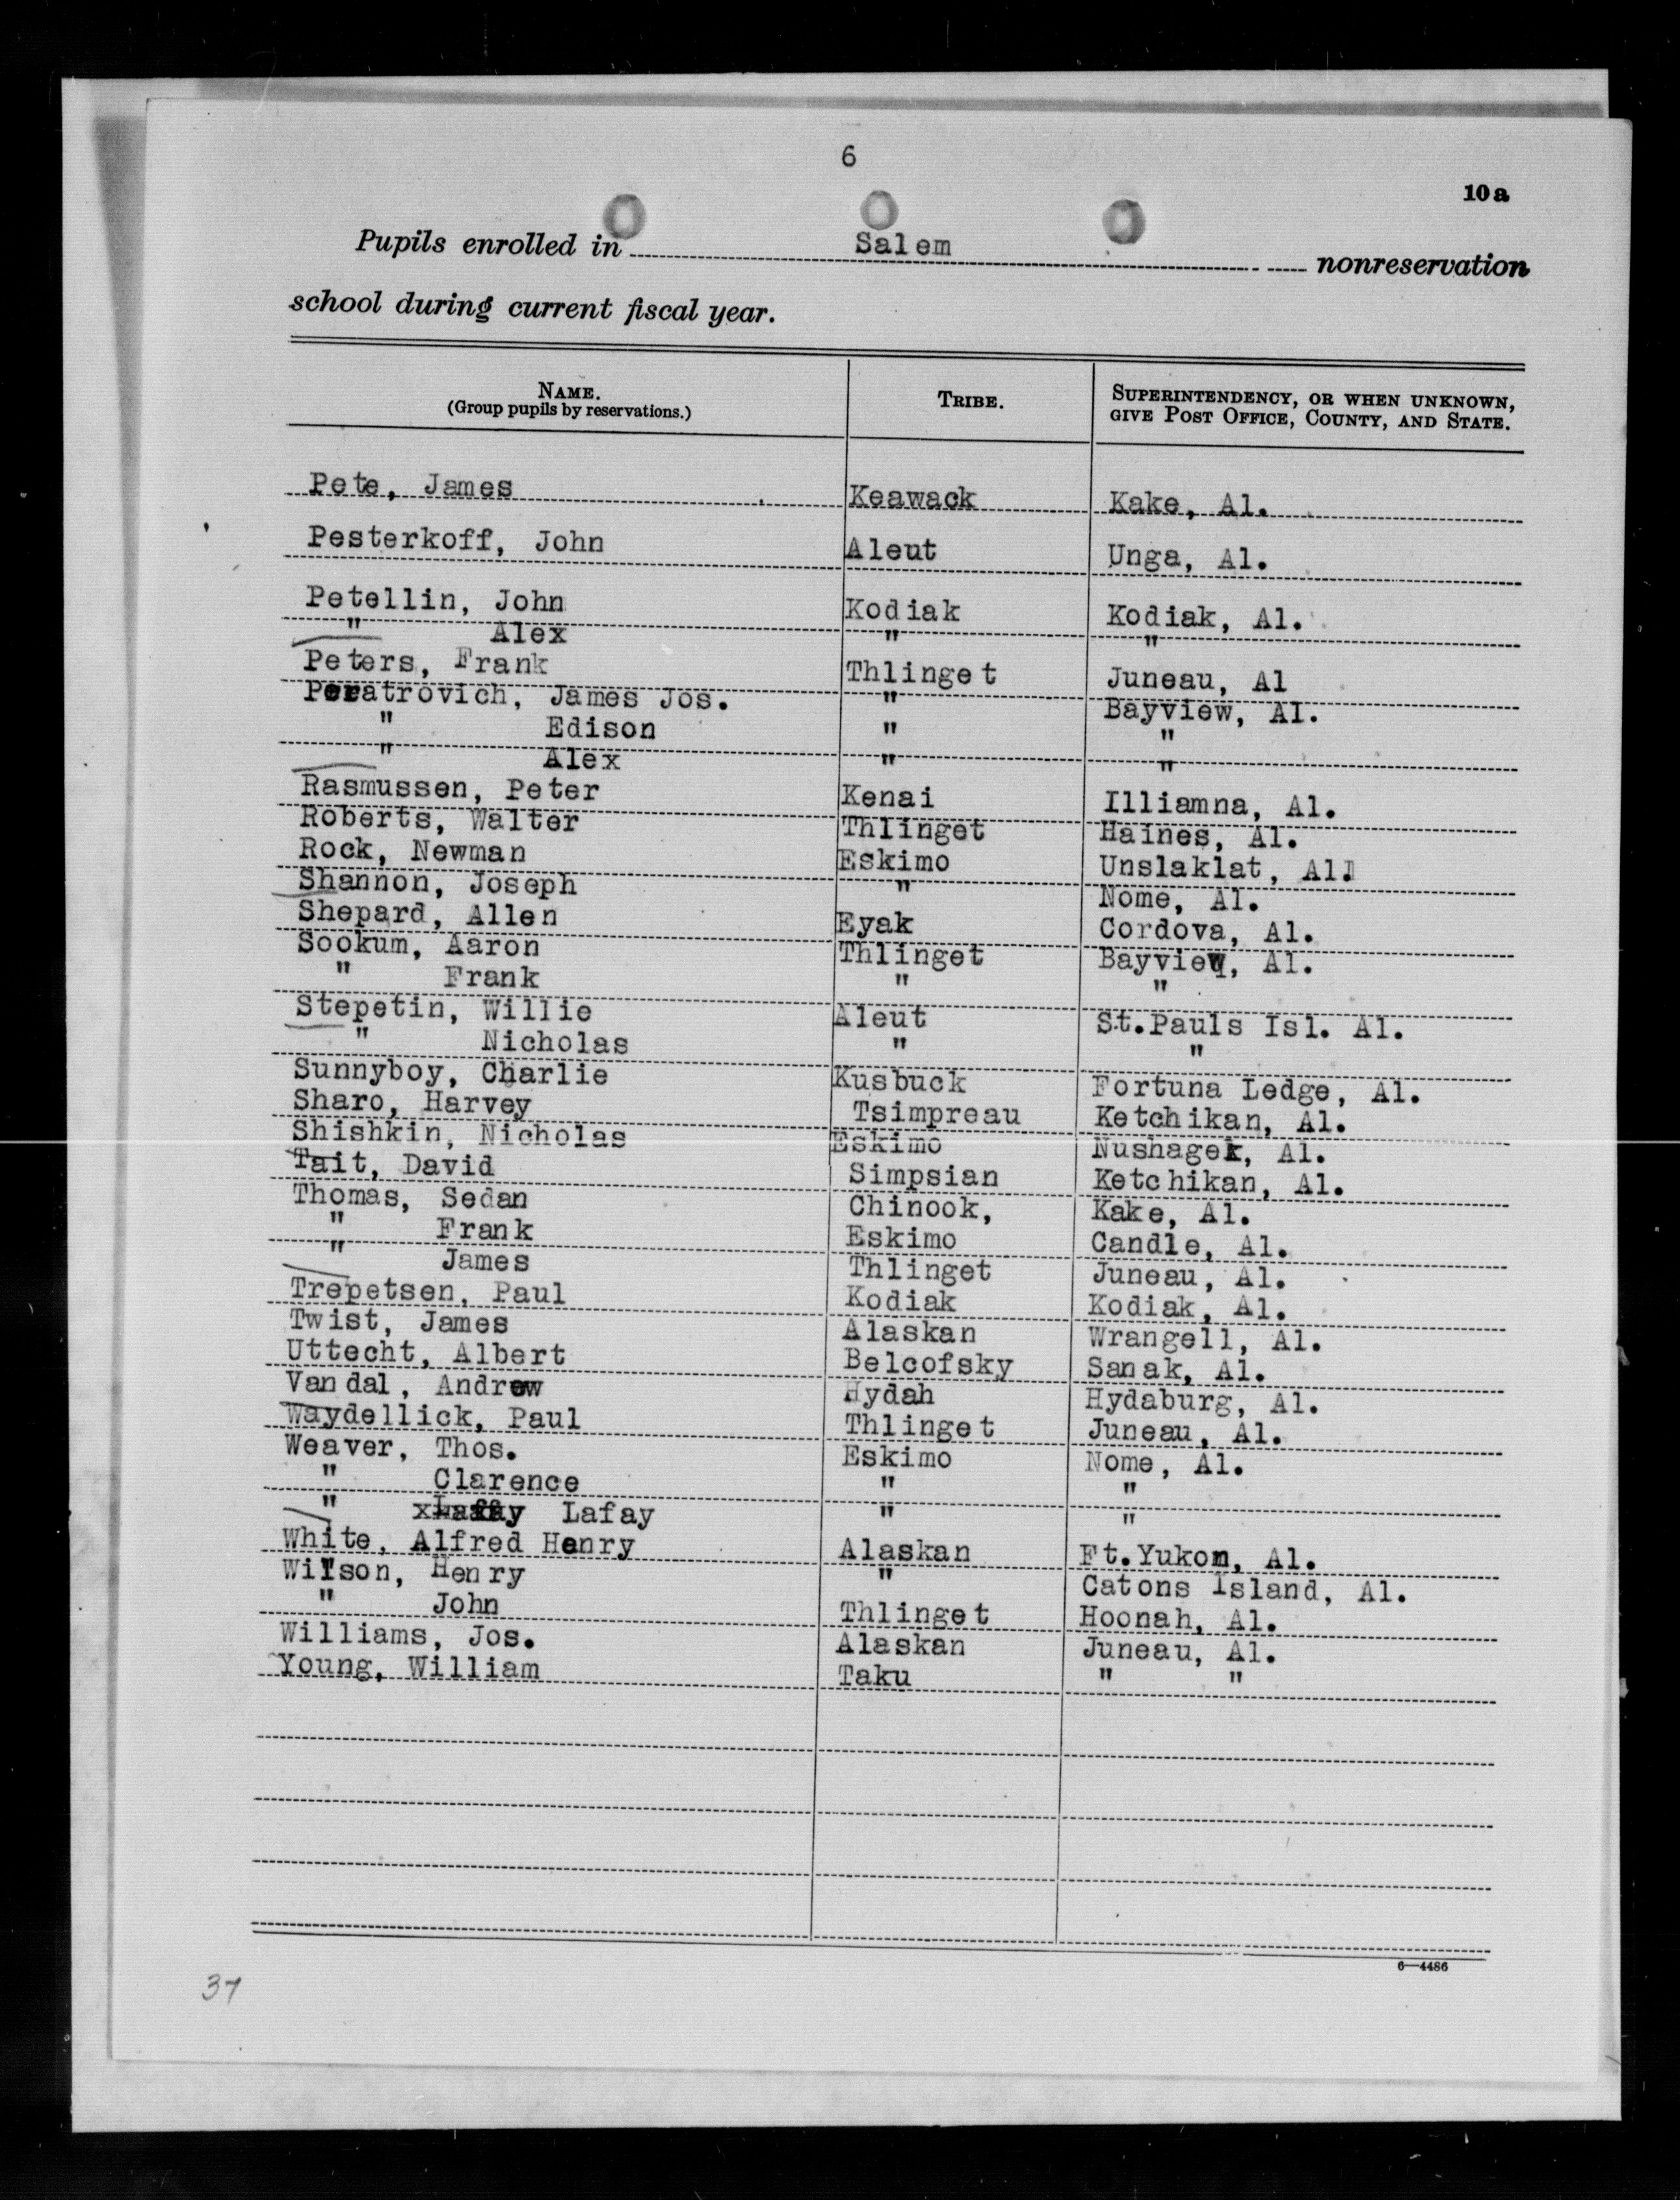 6
10a
Pupils enrolled in Salem nonreservation
school during current fiscal year.
NAME. TRIBE. SUPERINTENDENCY, OR WHEN UNKNOWN,
(Group pupils by reservations.) GIVE POST OFFICE, COUNTY, AND STATE.
Pete, James Keawack Kake, Al.
Pesterkoff, John Aleut Unga, Al.
Petellin, John Kodiak Kodiak, Al.
" Alex " "
Peters, Frank Thlinget Juneau, Al
Peratrovich, James Jos. " Bayview, Al.
" Edison " "
" Alex " "
Rasmussen, Peter Kenai Illiamna, Al.
Roberts, Walter Thlinget Haines, Al.
Rock, Newman Eskimo Unslaklat, Al.
Shannon, Joseph " Nome, Al.
Shepard, Allen Eyak Cordova, Al.
Sookum, Aaron Thlinget Bayview, Al.
" Frank " "
Stepetin, Willie Aleut St.Pauls Isl. Al.
" Nicholas " "
Sunnyboy, Charlie Kusbuck Fortuna Ledge, Al.
Sharo, Harvey Tsimpreau Ketchikan, Al.
Shishkin, Nicholas Eskimo Nushagek, Al.
Tait, David Simpsian Ketchikan, Al.
Thomas, Sedan Chinook, Kake, Al.
" Frank Eskimo Candle, Al.
" James Thlinget Juneau, Al.
Trepetsen, Paul Kodiak Kodiak, Al.
Twist, James Alaskan Wrangell, Al.
Uttecht, Albert Belcofsky Sanak, Al.
Vandal, Andrew Hydah Hydaburg, Al.
Waydellick, Paul Thlinget Juneau, Al.
Weaver, Thos. Eskimo Nome, Al.
" Clarence " "
" Lafay " "
White, Alfred Henry Alaskan Ft.Yukon, Al.
Wilson, Henry " Catons Island, Al.
" John Thlinget Hoonah, Al.
Williams, Jos. Alaskan Juneau, Al.
Young, William Taku " "
6—4486
37